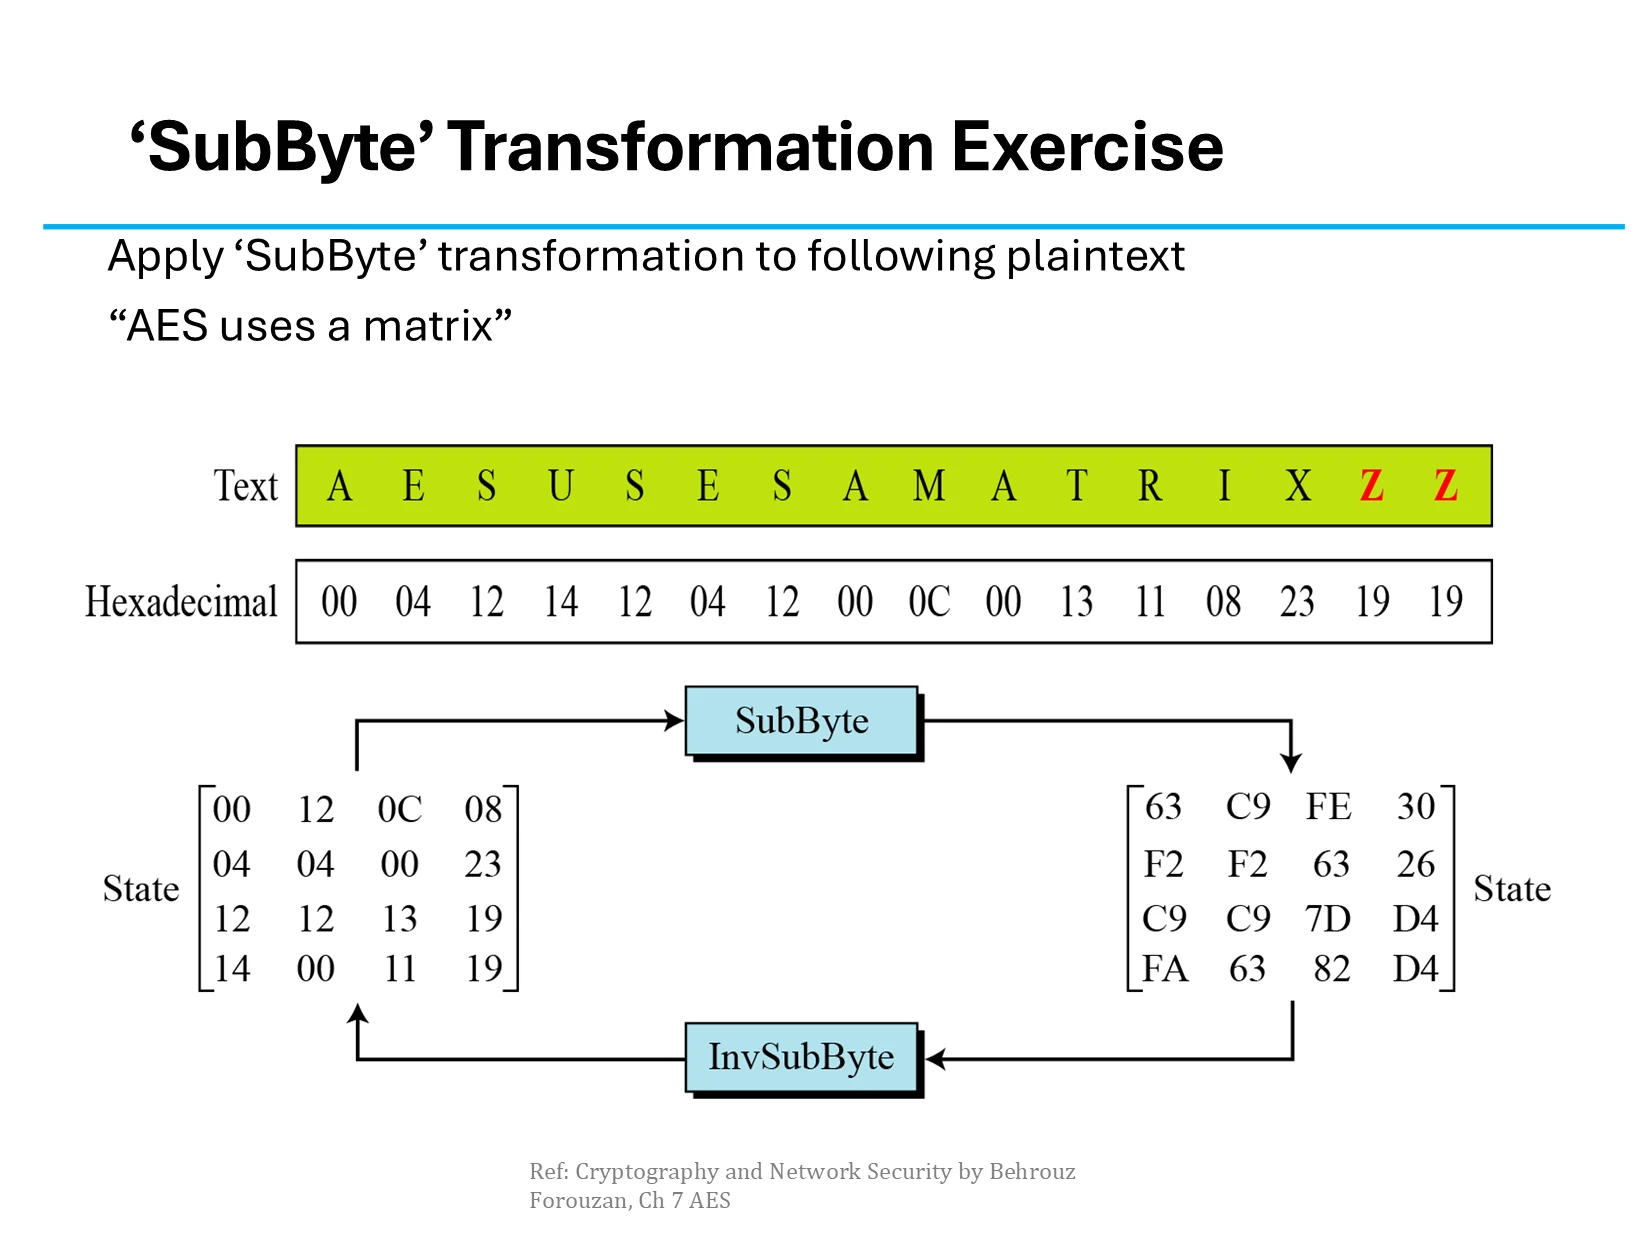 ‘SubByte’ Transformation Exercise
Apply ‘SubByte’ transformation to following plaintext
“AES uses a matrix”
Text A E S U S E S A M A T R I X Z Z
Hexadecimal 00 04 12 14 12 04 12 00 0C 00 13 11 08 23 19 19
SubByte
State
00 12 0C 08
04 04 00 23
12 12 13 19
14 00 11 19
63 C9 FE 30
F2 F2 63 26
C9 C9 7D D4
FA 63 82 D4
State
InvSubByte
Ref: Cryptography and Network Security by Behrouz
Forouzan, Ch 7 AES